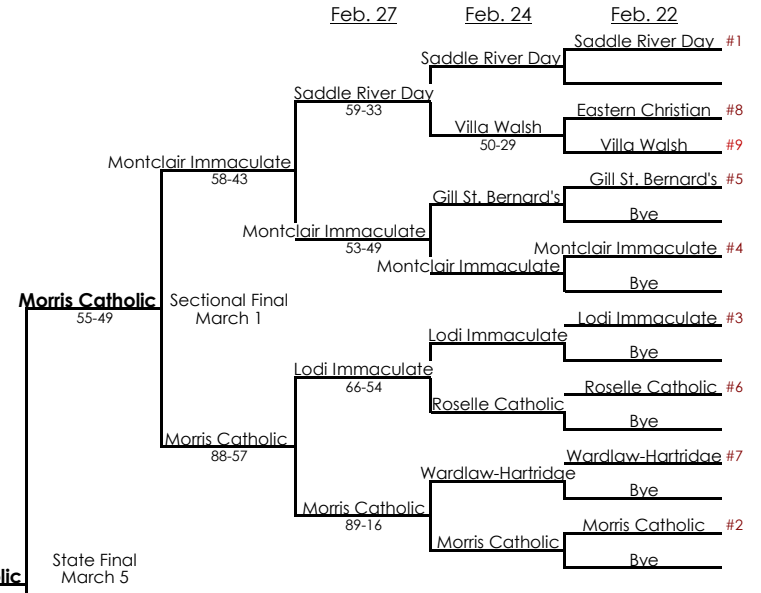 Feb. 27 Feb. 24 Feb. 22
Saddle River Day #1
Saddle River Day
Saddle River Day
59-33
Eastern Christian #8
Villa Walsh
50-29
Villa Walsh #9
Montclair Immaculate
58-43
Gill St. Bernard's #5
Gill St. Bernard's
Bye
Montclair Immaculate
53-49
Montclair Immaculate #4
Montclair Immaculate
Bye
Morris Catholic
55-49
Sectional Final
March 1
Lodi Immaculate #3
Lodi Immaculate
Bye
Lodi Immaculate
66-54
Roselle Catholic #6
Roselle Catholic
Bye
Morris Catholic
88-57
Wardlaw-Hartridge #7
Wardlaw-Hartridge
Bye
Morris Catholic
89-16
Morris Catholic #2
Morris Catholic
Bye
State Final
March 5
lic